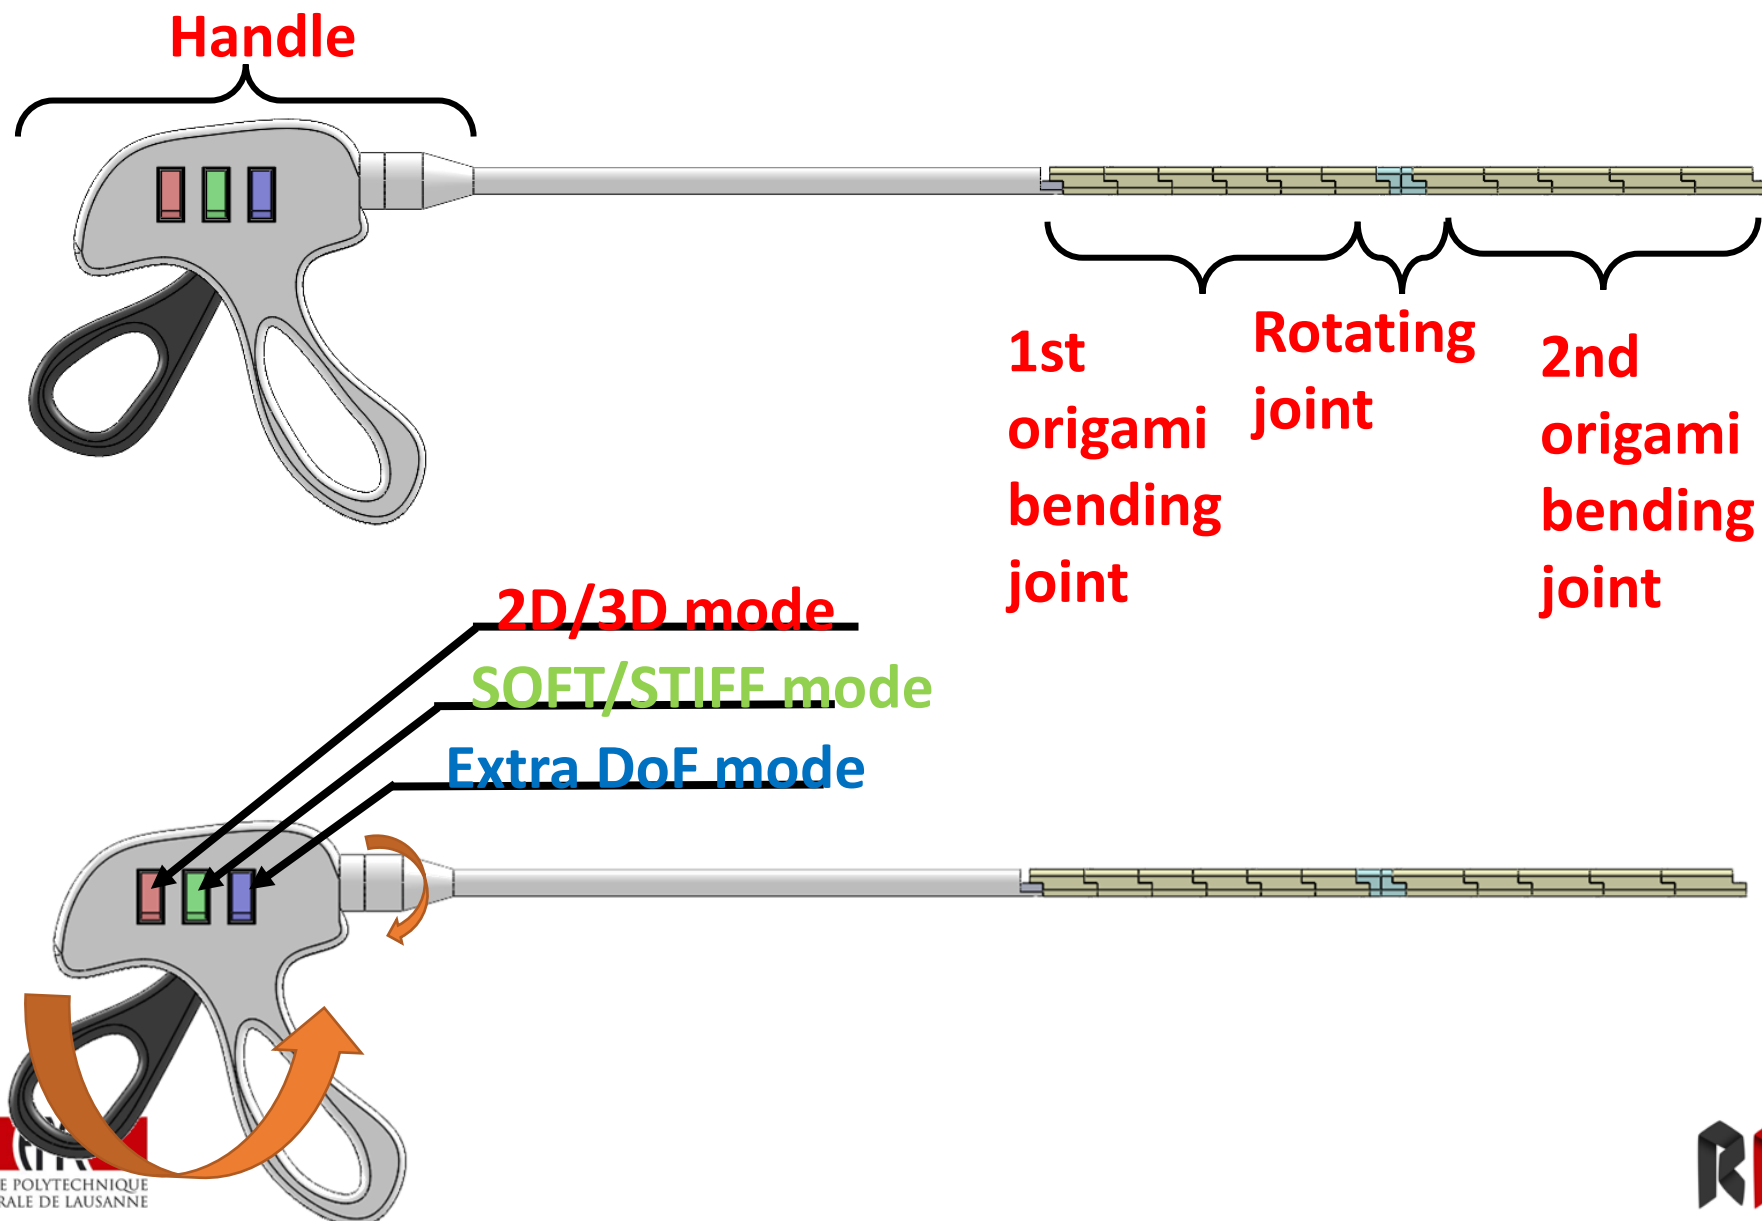 Handle
1st
origami
bending
joint
Rotating
joint
2nd
origami
bending
joint
2D/3D mode
SOFT/STIFF mode
Extra DoF mode
E POLYTECHNIQUE
RALE DE LAUSANNE
R